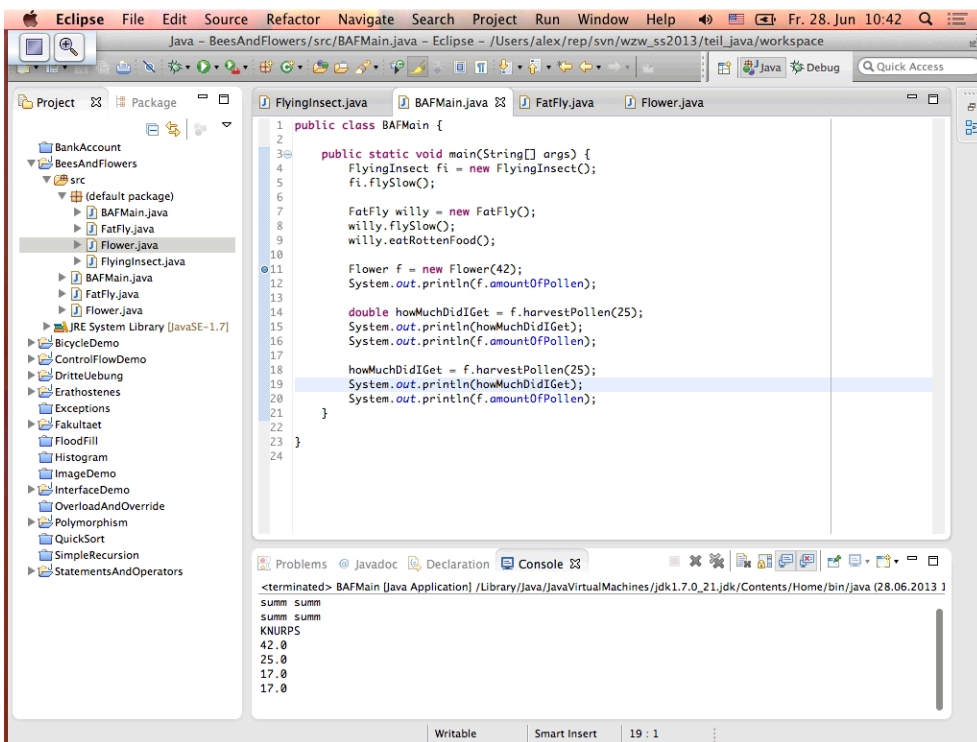 Eclipse File Edit Source Refactor Navigate Search Project Run Window Help Fr. 28. Jun 10:42
Java – BeesAndFlowers/src/BAFMain.java – Eclipse – /Users/alex/rep/svn/wzw_ss2013/teil_java/workspace
Java Debug Quick Access
Project Package
BankAccount
BeesAndFlowers
src
(default package)
BAFMain.java
FatFly.java
Flower.java
FlyingInsect.java
BAFMain.java
FatFly.java
Flower.java
JRE System Library [JavaSE-1.7]
BicycleDemo
ControlFlowDemo
DritteUebung
Erathostenes
Exceptions
Fakultaet
FloodFill
Histogram
ImageDemo
InterfaceDemo
OverloadAndOverride
Polymorphism
QuickSort
SimpleRecursion
StatementsAndOperators
FlyingInsect.java BAFMain.java FatFly.java Flower.java
1 public class BAFMain {
2
3 public static void main(String[] args) {
4 FlyingInsect fi = new FlyingInsect();
5 fi.flySlow();
6
7 FatFly willy = new FatFly();
8 willy.flySlow();
9 willy.eatRottenFood();
10
11 Flower f = new Flower(42);
12 System.out.println(f.amountOfPollen);
13
14 double howMuchDidIGet = f.harvestPollen(25);
15 System.out.println(howMuchDidIGet);
16 System.out.println(f.amountOfPollen);
17
18 howMuchDidIGet = f.harvestPollen(25);
19 System.out.println(howMuchDidIGet);
20 System.out.println(f.amountOfPollen);
21 }
22
23 }
24
Problems @ Javadoc Declaration Console
<terminated> BAFMain [Java Application] /Library/Java/JavaVirtualMachines/jdk1.7.0_21.jdk/Contents/Home/bin/java (28.06.2013 1
summ summ
summ summ
KNURPS
42.0
25.0
17.0
17.0
Writable Smart Insert 19 : 1